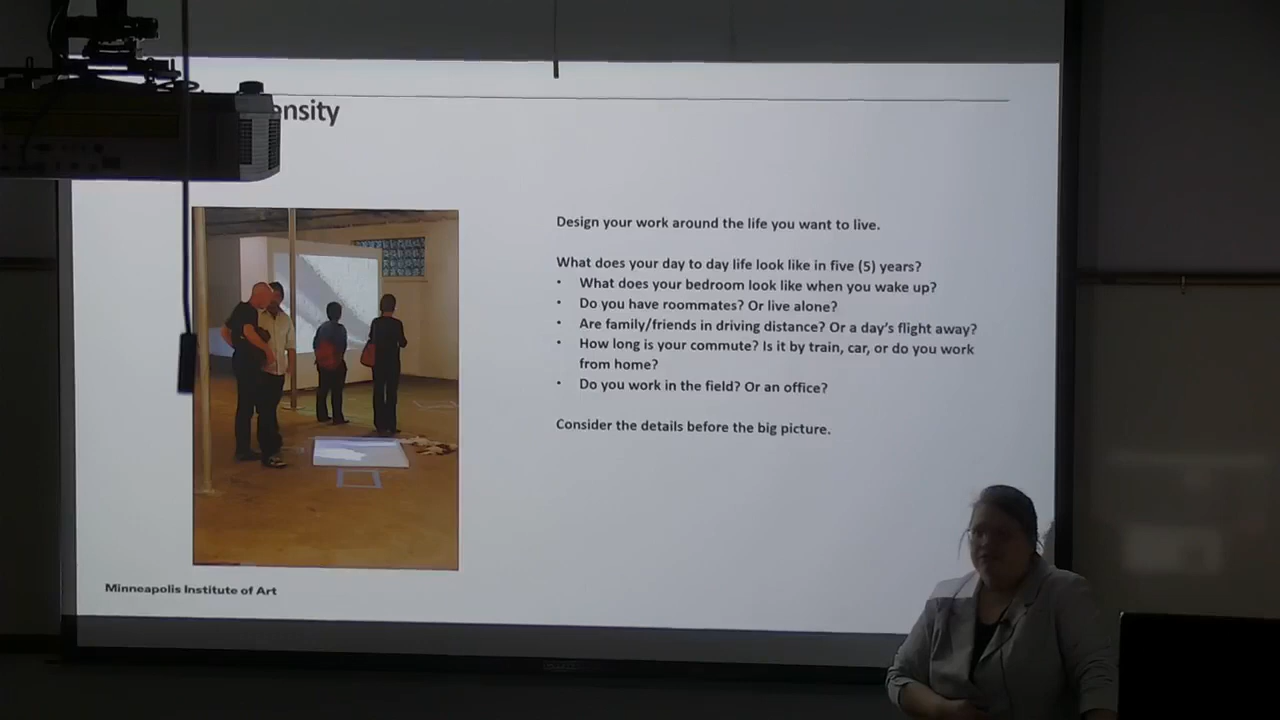 Design your work around the life you want to live.
What does your day to day life look like in five (5) years?
• What does your bedroom look like when you wake up?
• Do you have roommates? Or live alone?
• Are family/friends in driving distance? Or a day's flight away?
• How long is your commute? Is it by train, car, or do you work
from home?
• Do you work in the field? Or an office?
Consider the details before the big picture.
Minneapolis Institute of Art